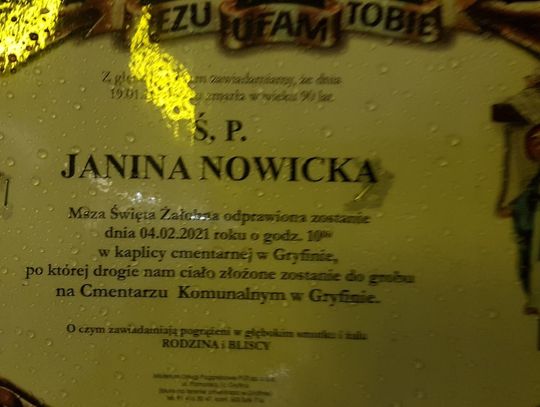 EZU UFAM TOBIE
zawiadamiamy, że dnia
zmarła w wieku 90 lat.
Ś. P.
JANINA NOWICKA
Msza Święta Żałobna odprawiona zostanie
dnia 04.02.2021 roku o godz. 10⁰⁰
w kaplicy cmentarnej w Gryfinie,
po której drogie nam ciało złożone zostanie do grobu
na Cmentarzu Komunalnym w Gryfinie.
O czym zawiadamiają pogrążeni w głębokim smutku i żalu
RODZINA i BLISCY